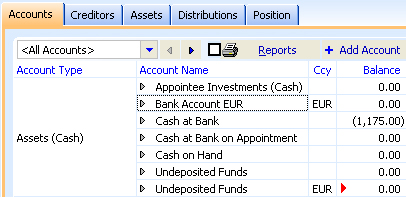 Accounts Creditors Assets Distributions Position
<All Accounts> Reports + Add Account
Account Type Account Name Ccy Balance
Appointee Investments (Cash) 0.00
Bank Account EUR EUR 0.00
Cash at Bank (1,175.00)
Assets (Cash) Cash at Bank on Appointment 0.00
Cash on Hand 0.00
Undeposited Funds 0.00
Undeposited Funds EUR 0.00